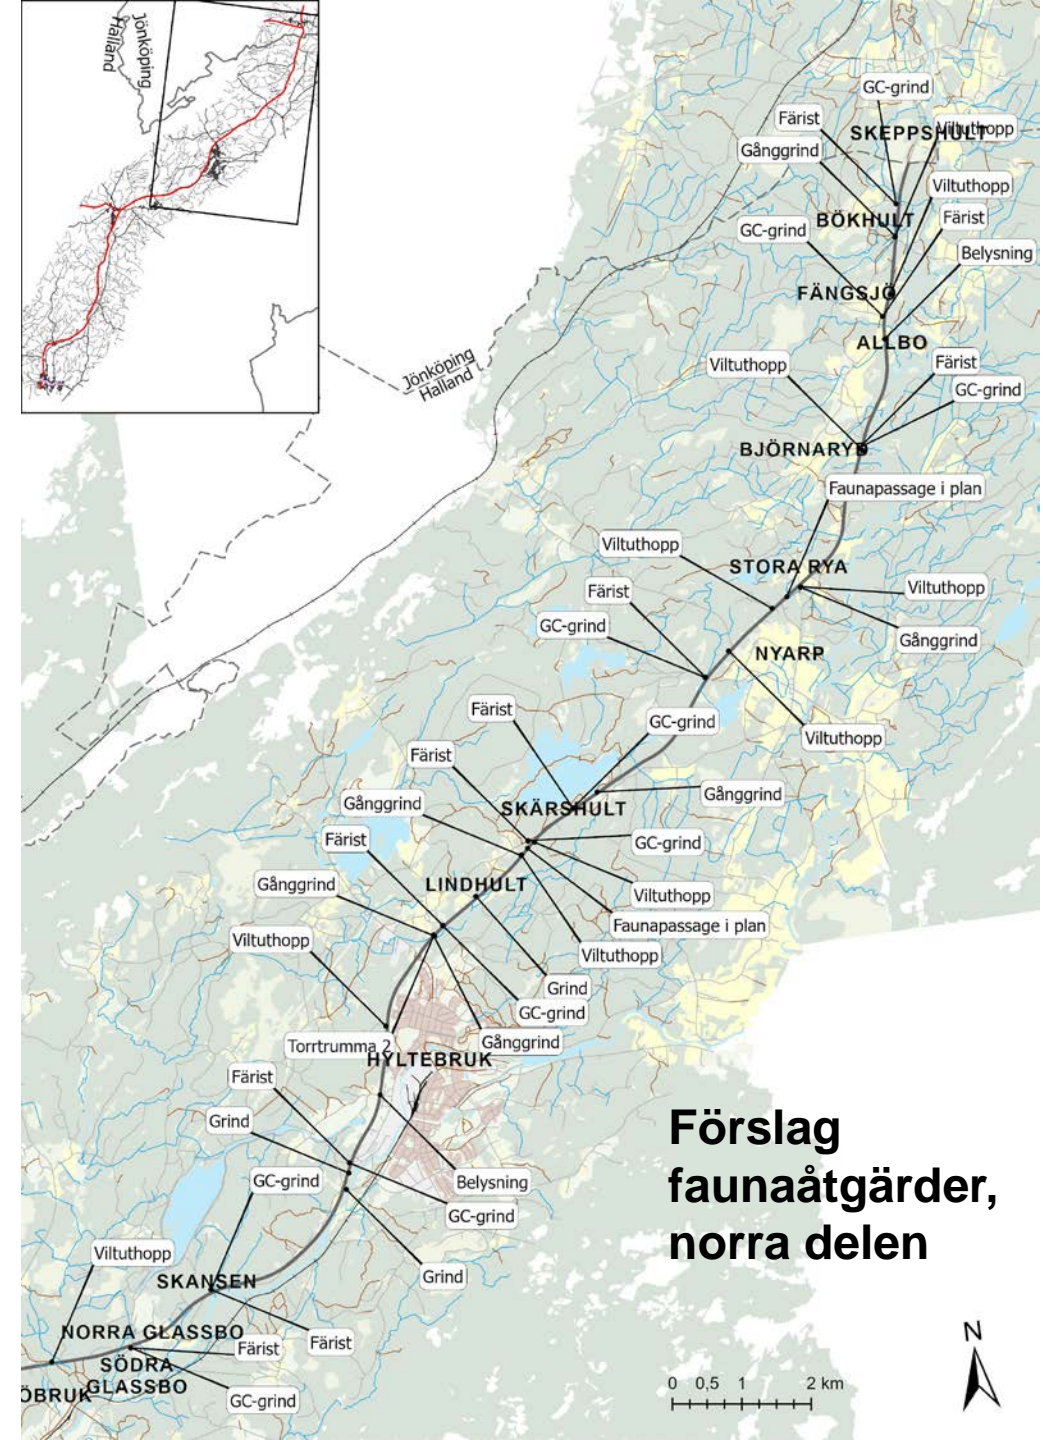 Jönköping
Halland
GC-grind
Färist
SKEPPSHULT
Viltuthopp
Gånggrind
Viltuthopp
BÖKHULT
Färist
GC-grind
Belysning
FÄNGSJÖ
ALLBO
Jönköping
Halland
Viltuthopp
Färist
GC-grind
BJÖRNARYD
Faunapassage i plan
Viltuthopp
STORA RYA
Viltuthopp
Färist
GC-grind
Gånggrind
NYARP
Färist
GC-grind
Viltuthopp
Färist
Gånggrind
Gånggrind
SKÄRSHULT
Färist
GC-grind
Gånggrind
LINDHULT
Viltuthopp
Faunapassage i plan
Viltuthopp
Viltuthopp
Grind
GC-grind
Torrtrumma 2
Gånggrind
HYLTEBRUK
Färist
Grind
GC-grind
Belysning
GC-grind
Förslag
faunaåtgärder,
norra delen
Viltuthopp
Grind
SKANSEN
NORRA GLASSBO
Färist
Färist
SÖDRA
GLASSBO
ÖBRUK
GC-grind
N
0 0,5 1 2 km